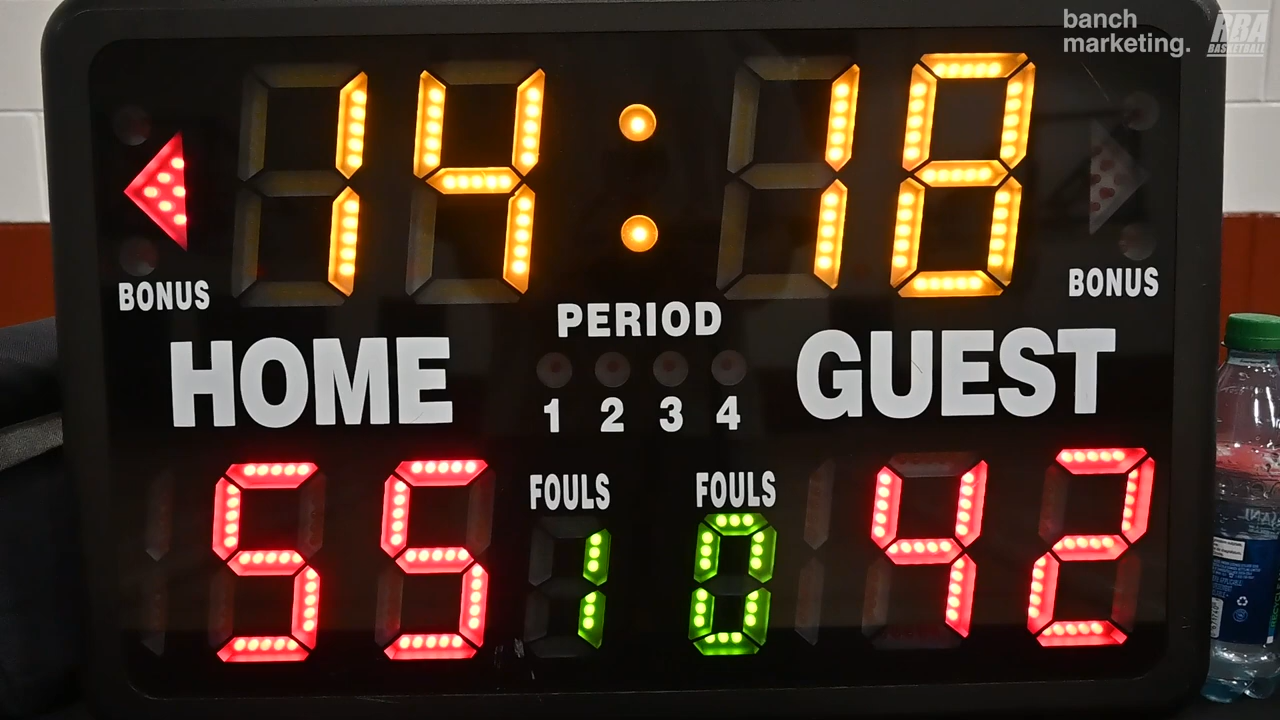 banch
marketing.
RBA
BASKETBALL
14:18
BONUS
BONUS
PERIOD
HOME
GUEST
1 2 3 4
FOULS
FOULS
55
1
0
42